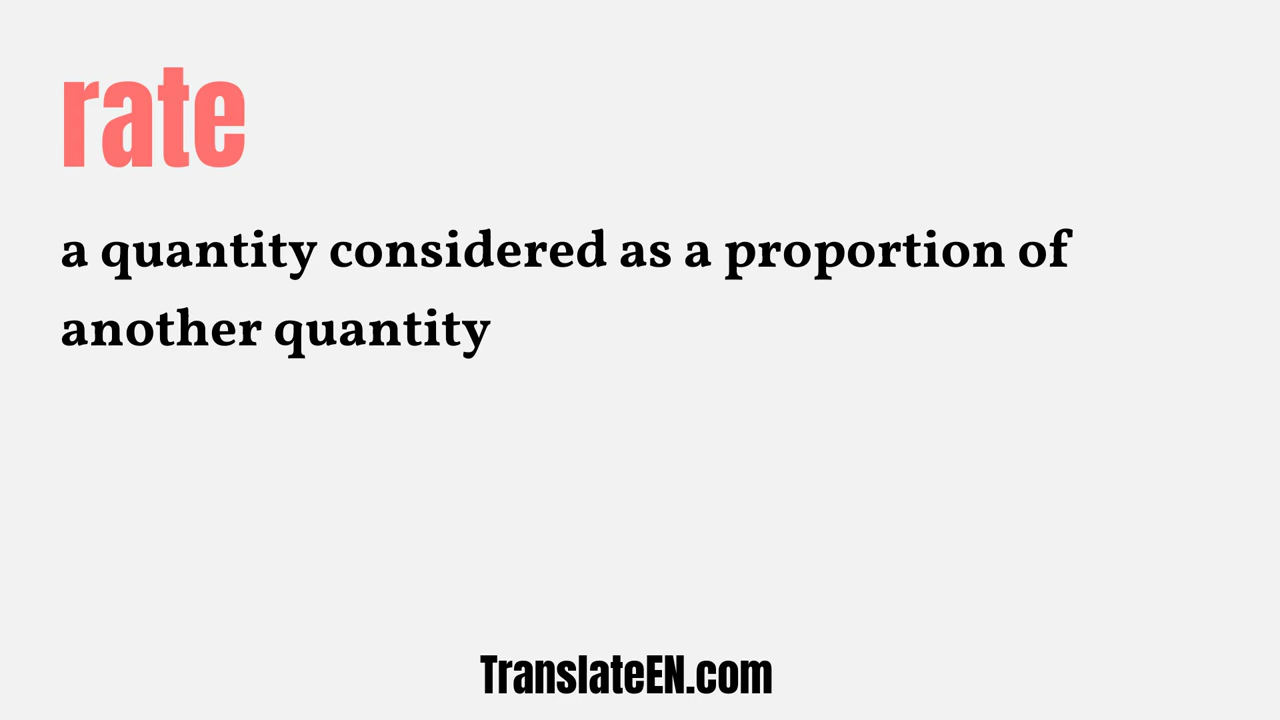 rate
a quantity considered as a proportion of
another quantity
TranslateEN.com